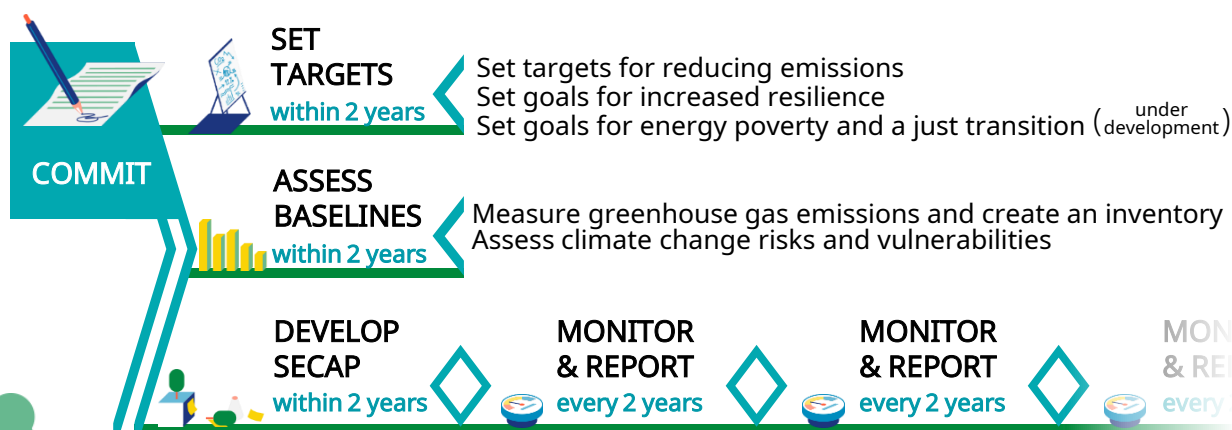 COMMIT
SET
TARGETS
within 2 years
Set targets for reducing emissions
Set goals for increased resilience
Set goals for energy poverty and a just transition (under development)
ASSESS
BASELINES
within 2 years
Measure greenhouse gas emissions and create an inventory
Assess climate change risks and vulnerabilities
DEVELOP
SECAP
within 2 years
MONITOR
& REPORT
every 2 years
MONITOR
& REPORT
every 2 years
MON
& RE
every